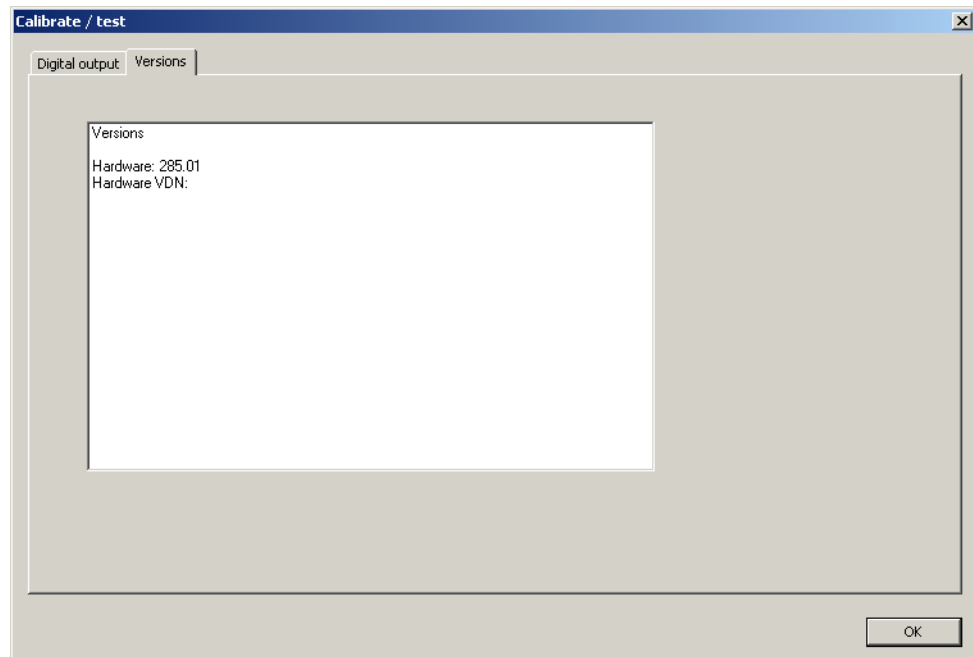 Calibrate / test
Digital output
Versions
Versions
Hardware: 285.01
Hardware VDN:
OK